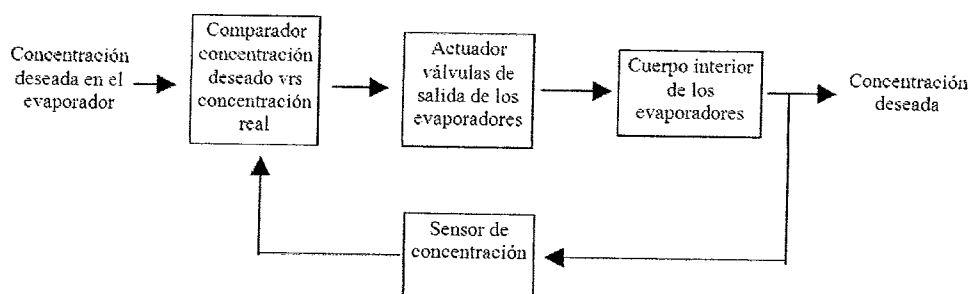 Concentración
deseada en el
evaporador
Comparador
concentración
deseado vrs
concentración
real
Actuador
válvulas de
salida de los
evaporadores
Cuerpo interior
de los
evaporadores
Concentración
deseada
Sensor de
concentración